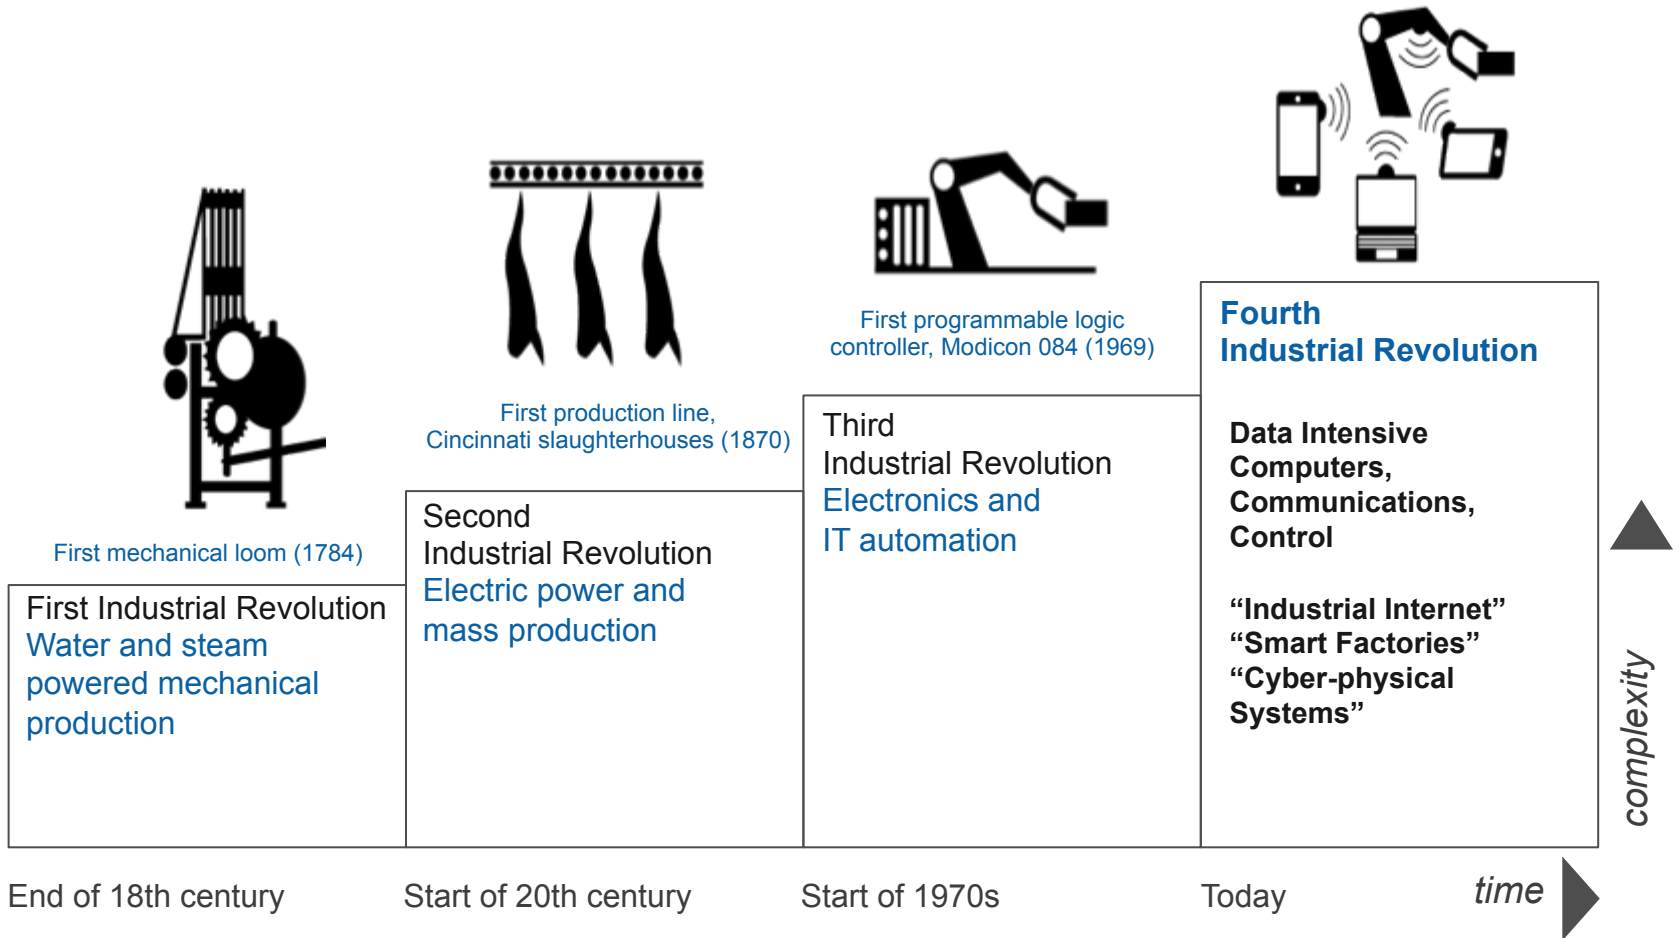 First mechanical loom (1784)
First Industrial Revolution
Water and steam
powered mechanical
production
End of 18th century
First production line,
Cincinnati slaughterhouses (1870)
Second
Industrial Revolution
Electric power and
mass production
Start of 20th century
First programmable logic
controller, Modicon 084 (1969)
Third
Industrial Revolution
Electronics and
IT automation
Start of 1970s
Fourth
Industrial Revolution
Data Intensive
Computers,
Communications,
Control
“Industrial Internet”
“Smart Factories”
“Cyber-physical
Systems”
Today
time
complexity